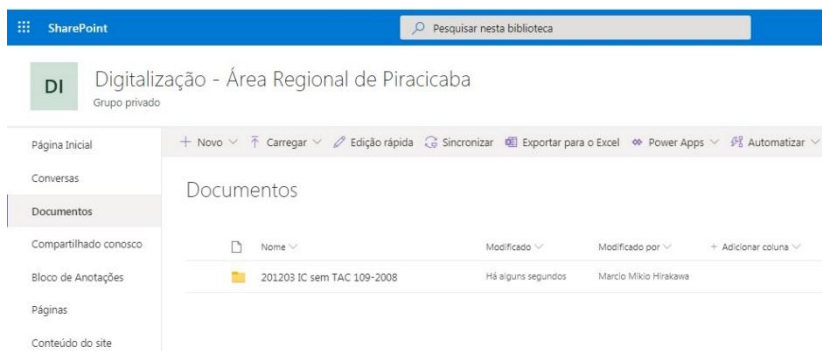 SharePoint
Pesquisar nesta biblioteca
DI
Digitalização - Área Regional de Piracicaba
Grupo privado
Página Inicial
Conversas
Documentos
Compartilhado conosco
Bloco de Anotações
Páginas
Conteúdo do site
+ Novo Carregar Edição rápida Sincronizar Exportar para o Excel Power Apps Automatizar
Documentos
Nome Modificado Modificado por + Adicionar coluna
201203 IC sem TAC 109-2008 Há alguns segundos Marcio Mikio Hirakawa